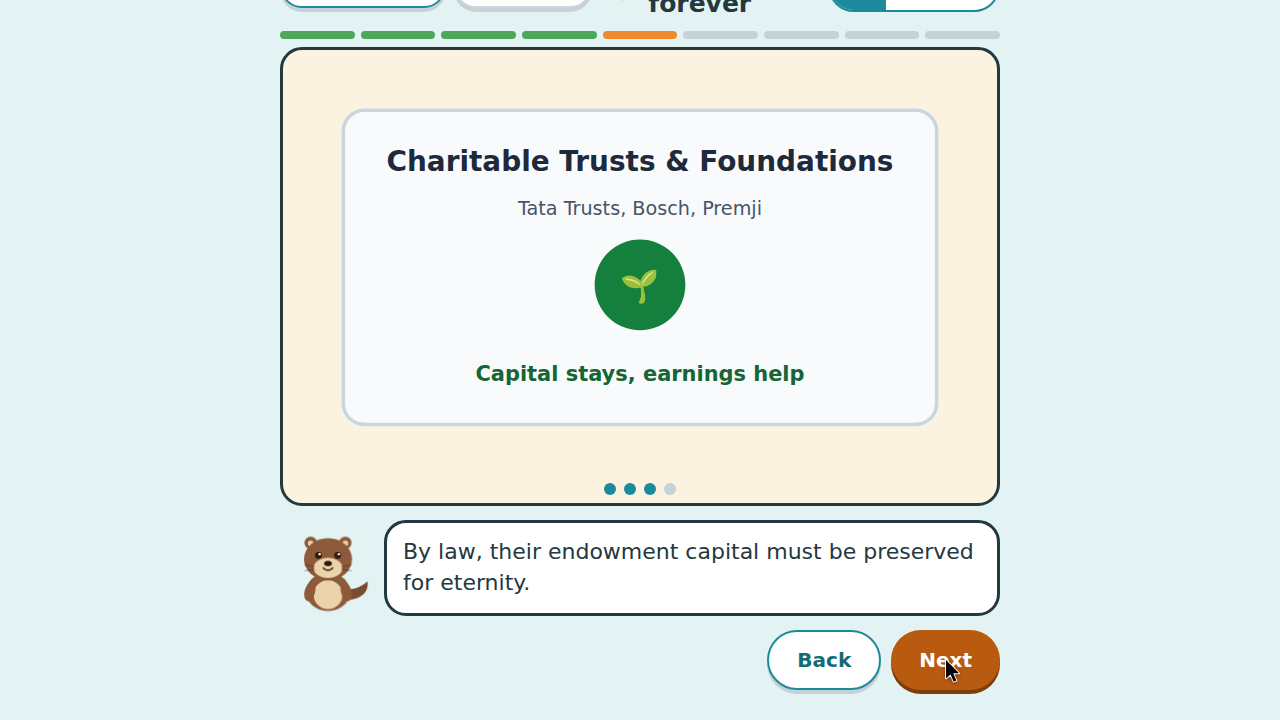 forever
Charitable Trusts & Foundations
Tata Trusts, Bosch, Premji
Capital stays, earnings help
By law, their endowment capital must be preserved
for eternity.
Back
Next